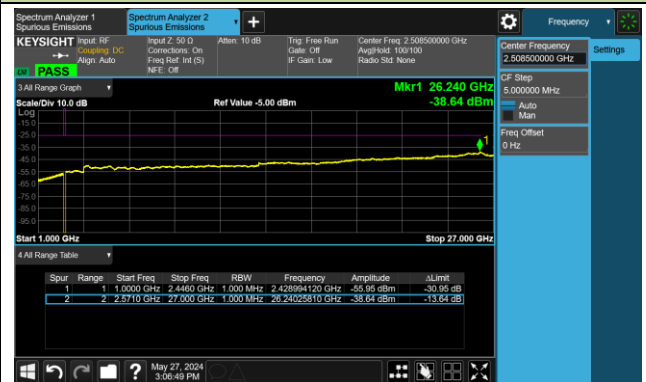 Spectrum Analyzer 1
Spurious Emissions
Spectrum Analyzer 2
Spurious Emissions
Frequency
KEYSIGHT
Input: RF
Coupling: DC
Align: Auto
Input Z: 50 Ω
Corrections: On
Freq Ref: Int (S)
NFE: Off
Atten: 10 dB
Trig: Free Run
Gate: Off
IF Gain: Low
Center Freq: 2.508500000 GHz
Avg|Hold: 100/100
Radio Std: None
PASS
Center Frequency
2.508500000 GHz
Settings
CF Step
5.000000 MHz
Auto
Man
Freq Offset
0 Hz
3 All Range Graph
Mkr1 26.240 GHz
Scale/Div 10.0 dB
Ref Value -5.00 dBm
-38.64 dBm
Log
-15.0
-25.0
-35.0
-45.0
-55.0
-65.0
-75.0
-85.0
-95.0
1
Start 1.000 GHz
Stop 27.000 GHz
4 All Range Table
Spur Range Start Freq Stop Freq RBW Frequency Amplitude ΔLimit
1 1 1.0000 GHz 2.4460 GHz 1.000 MHz 2.428994120 GHz -55.95 dBm -30.95 dB
2 2 2.5710 GHz 27.000 GHz 1.000 MHz 26.24025810 GHz -38.64 dBm -13.64 dB
?
May 27, 2024
3:06:49 PM